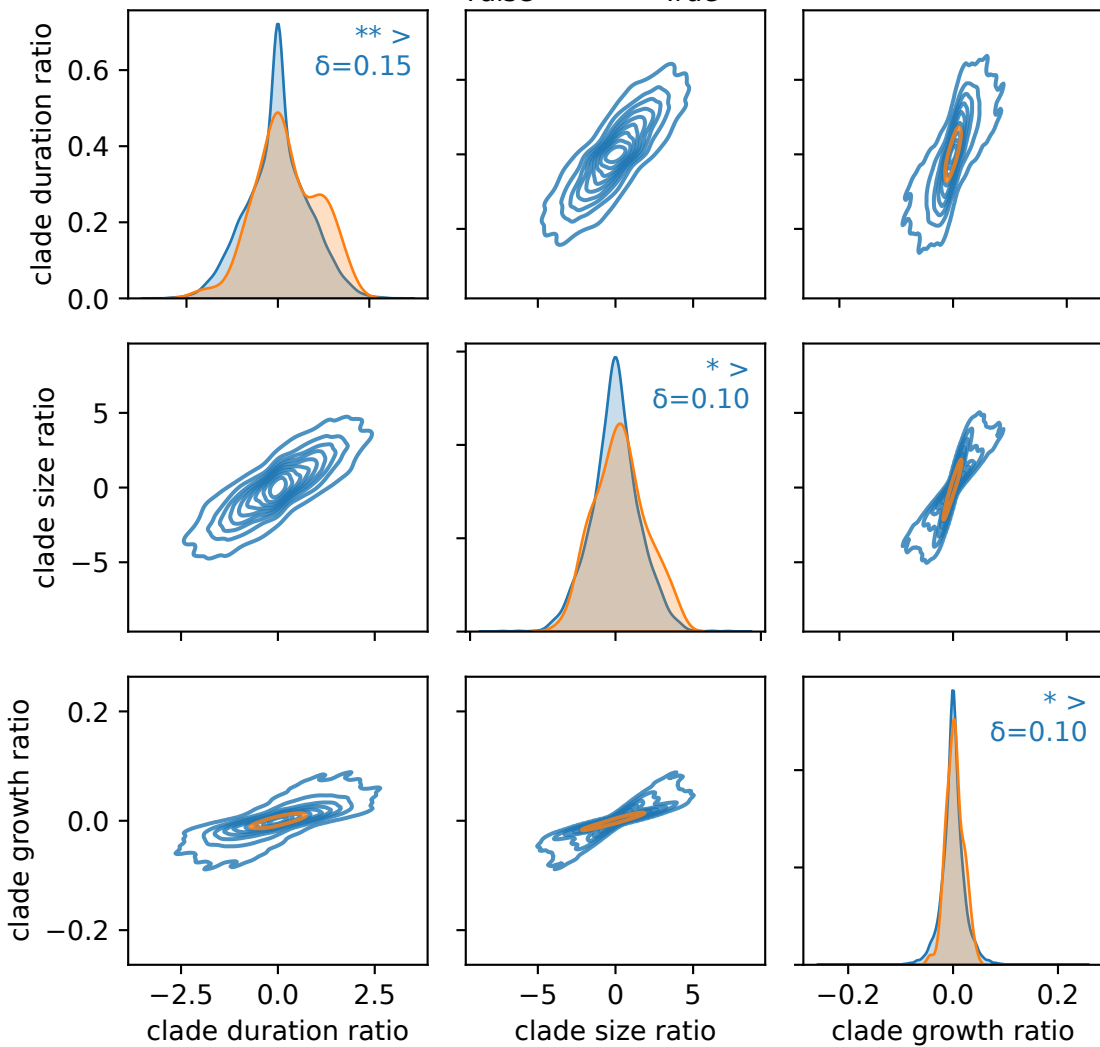 clade duration ratio
0.6
0.4
0.2
0.0
** >
δ=0.15
clade size ratio
5
0
−5
* >
δ=0.10
clade growth ratio
0.2
0.0
−0.2
* >
δ=0.10
−2.5 0.0 2.5
−5 0 5
−0.2 0.0 0.2
clade duration ratio
clade size ratio
clade growth ratio